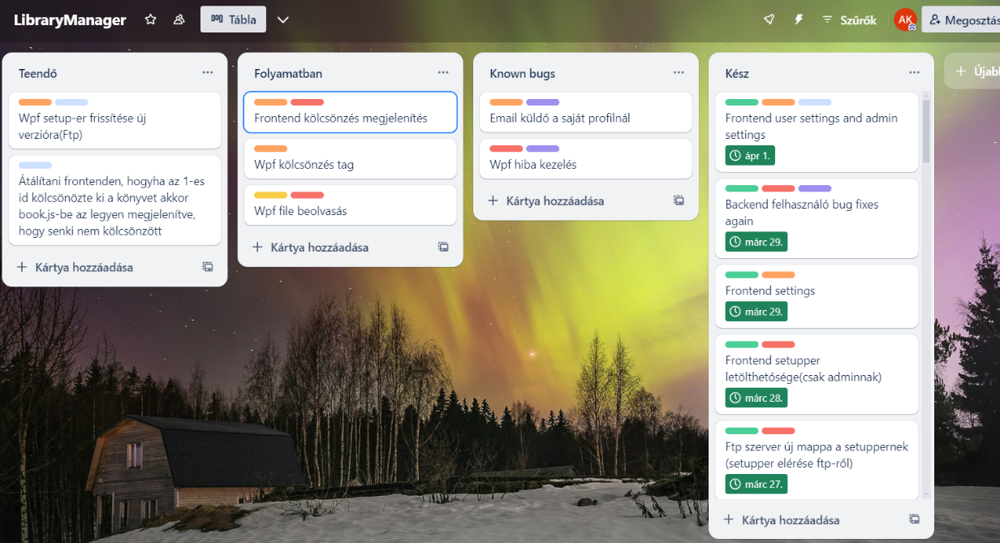 LibraryManager
Tábla
Szűrők
AK
Megosztás
Teendő
Wpf setup-er frissítése új
verzióra(Ftp)
Átálítani frontenden, hogyha az 1-es
id kölcsönözte ki a könyvet akkor
book.js-be az legyen megjelenítve,
hogy senki nem kölcsönzött
Kártya hozzáadása
Folyamatban
Frontend kölcsönzés megjelenítés
Wpf kölcsönzés tag
Wpf file beolvasás
Kártya hozzáadása
Known bugs
Email küldő a saját profilnál
Wpf hiba kezelés
Kártya hozzáadása
Kész
Frontend user settings and admin
settings
ápr 1.
Backend felhasználó bug fixes
again
márc 29.
Frontend settings
márc 29.
Frontend setupper
letölthetősége(csak adminnak)
márc 28.
Ftp szerver új mappa a setuppernek
(setupper elérése ftp-ről)
márc 27.
Kártya hozzáadása